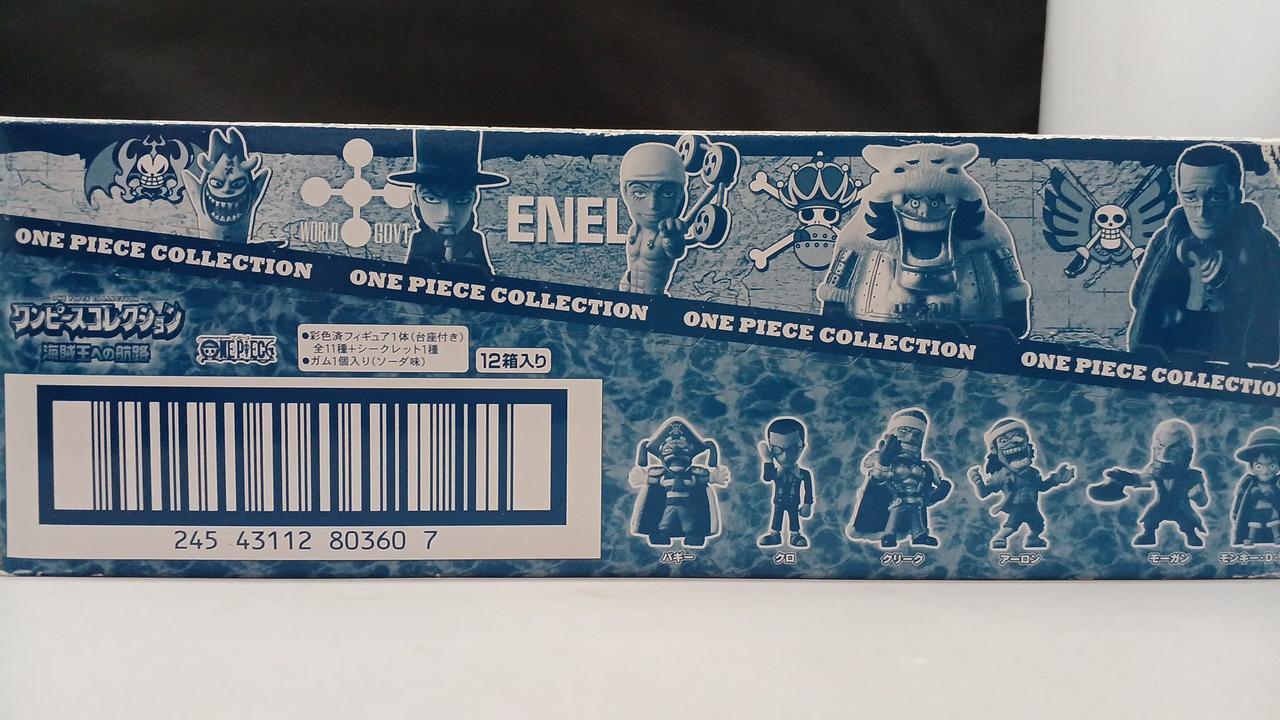 WORLD GOVT
ENEL
ONE PIECE COLLECTION
ONE PIECE COLLECTION
ONE PIECE COLLECTION
ONE PIECE COLLECTIO
ワンピースコレクション
海賊王への航路
ONE PIECE
●彩色済フィギュア1体(台座付き)
全11種+シークレット1種
●ガム1個入り(ソーダ味)
12箱入り
245 43112 80360 7
バギー
クロ
クリーク
アーロン
モーガン
モンキー・D・